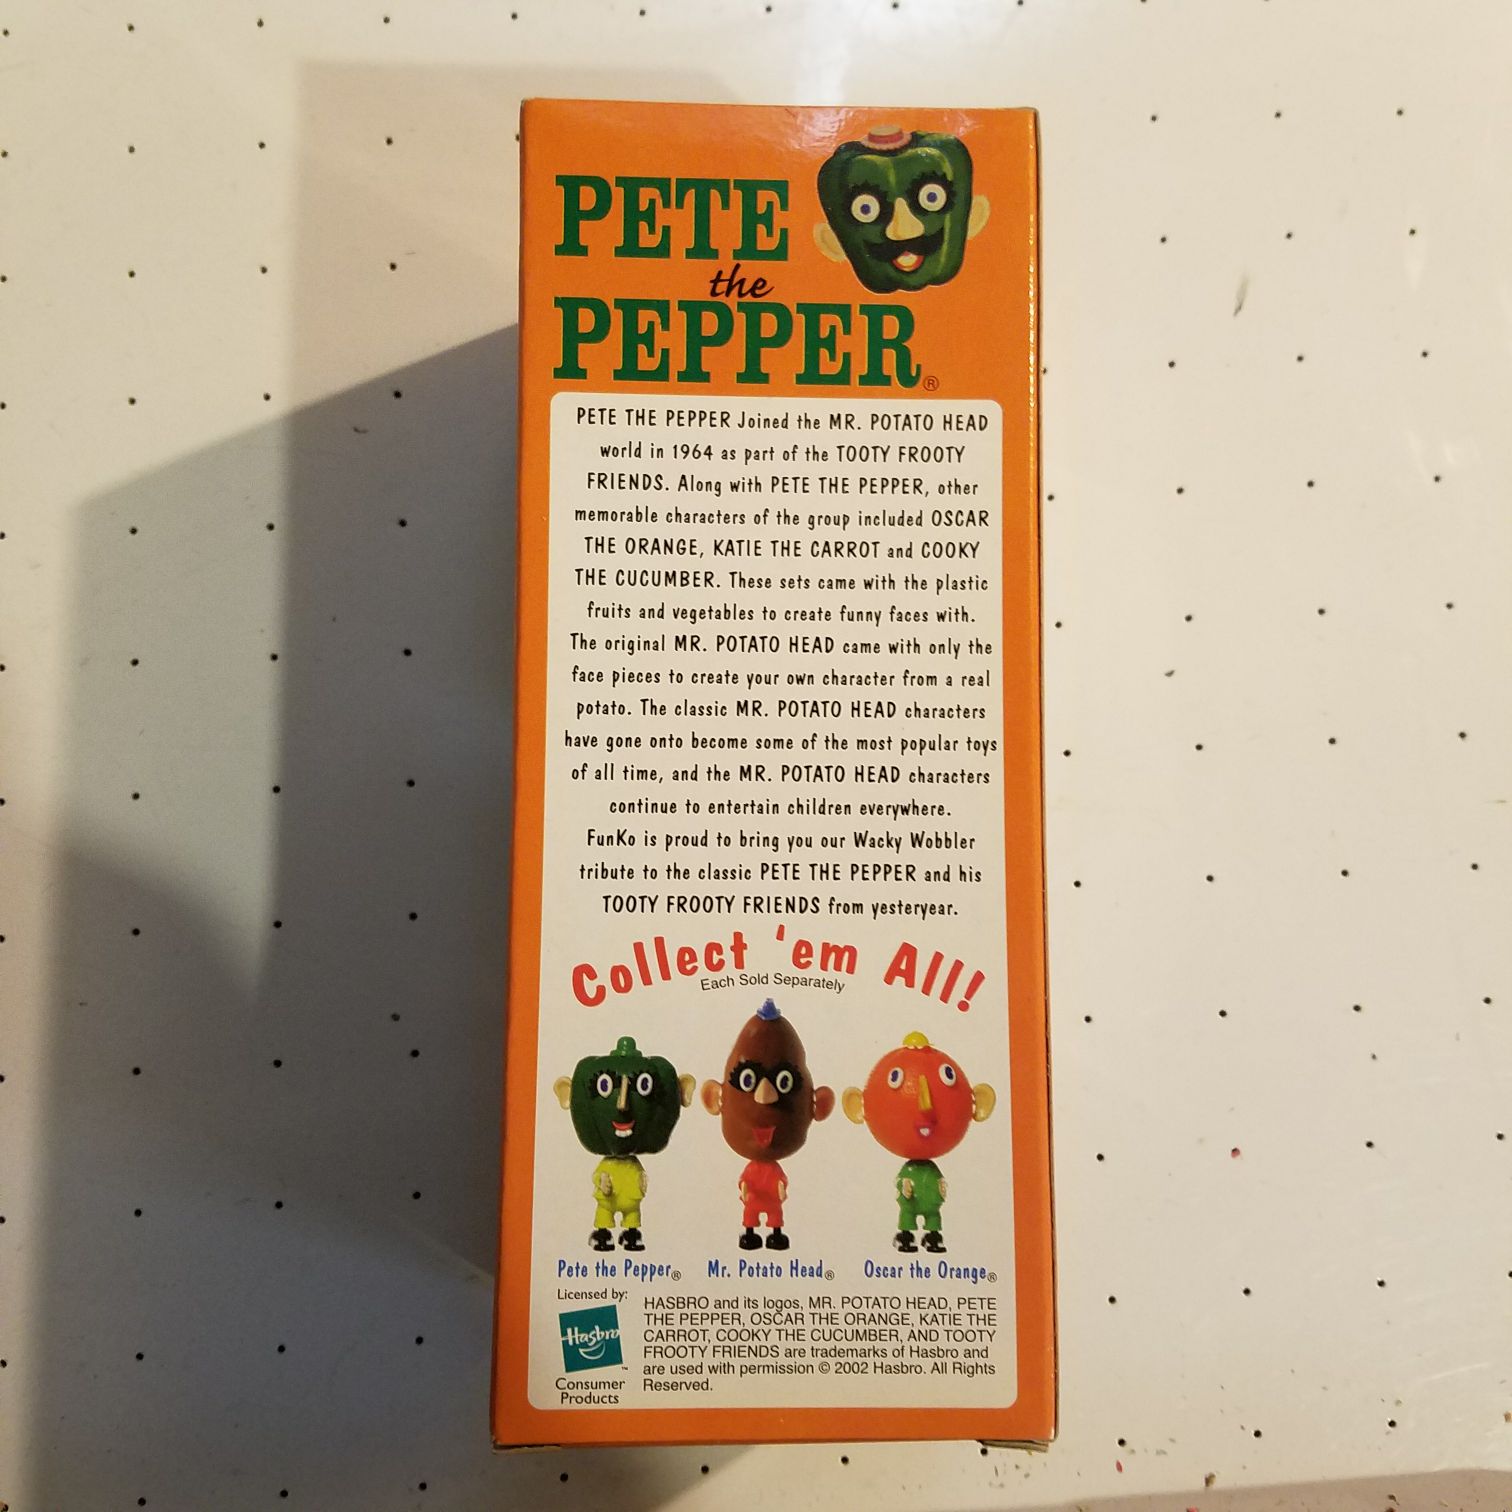 PETE
the
PEPPER®
PETE THE PEPPER Joined the MR. POTATO HEAD
world in 1964 as part of the TOOTY FROOTY
FRIENDS. Along with PETE THE PEPPER, other
memorable characters of the group included OSCAR
THE ORANGE, KATIE THE CARROT and COOKY
THE CUCUMBER. These sets came with the plastic
fruits and vegetables to create funny faces with.
The original MR. POTATO HEAD came with only the
face pieces to create your own character from a real
potato. The classic MR. POTATO HEAD characters
have gone onto become some of the most popular toys
of all time, and the MR. POTATO HEAD characters
continue to entertain children everywhere.
FunKo is proud to bring you our Wacky Wobbler
tribute to the classic PETE THE PEPPER and his
TOOTY FROOTY FRIENDS from yesteryear.
Collect 'em All!
Each Sold Separately
Pete the Pepper® Mr. Potato Head® Oscar the Orange®
Licensed by:
Hasbro™
Consumer
Products
HASBRO and its logos, MR. POTATO HEAD, PETE
THE PEPPER, OSCAR THE ORANGE, KATIE THE
CARROT, COOKY THE CUCUMBER, AND TOOTY
FROOTY FRIENDS are trademarks of Hasbro and
are used with permission © 2002 Hasbro. All Rights
Reserved.